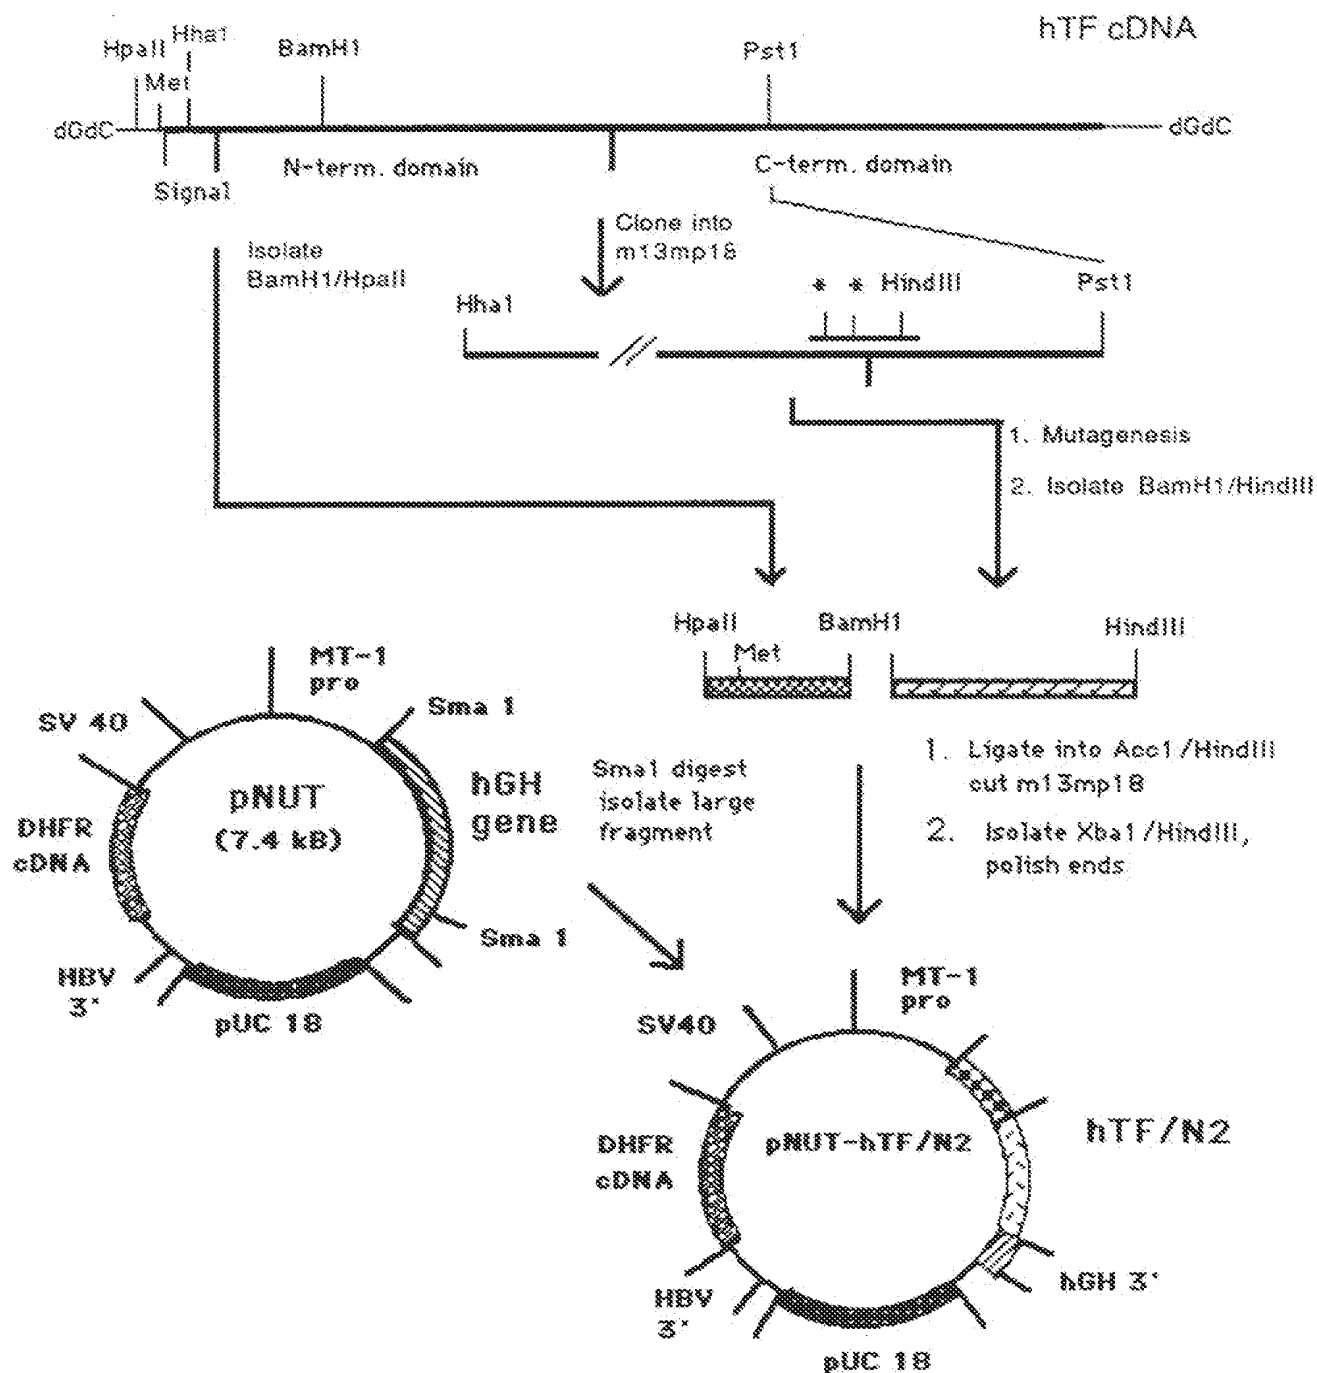 hTF cDNA
HpaII
Hha1
Met
BamH1
Pst1
dGdC
dGdC
Signal
N-term. domain
C-term. domain
Isolate
BamH1/HpaII
Clone into
m13mp18
Hha1
* * HindIII
Pst1
1. Mutagenesis
2. Isolate BamH1/HindIII
HpaII
Met
BamH1
HindIII
MT-1
pro
Sma 1
SV 40
pNUT
(7.4 kB)
hGH
gene
DHFR
cDNA
Sma 1
HBV
3'
pUC 18
Sma1 digest
isolate large
fragment
1. Ligate into Acc1/HindIII
cut m13mp18
2. Isolate Xba1/HindIII,
polish ends
MT-1
pro
SV40
DHFR
cDNA
pNUT-hTF/N2
hTF/N2
HBV
3'
hGH 3'
pUC 18